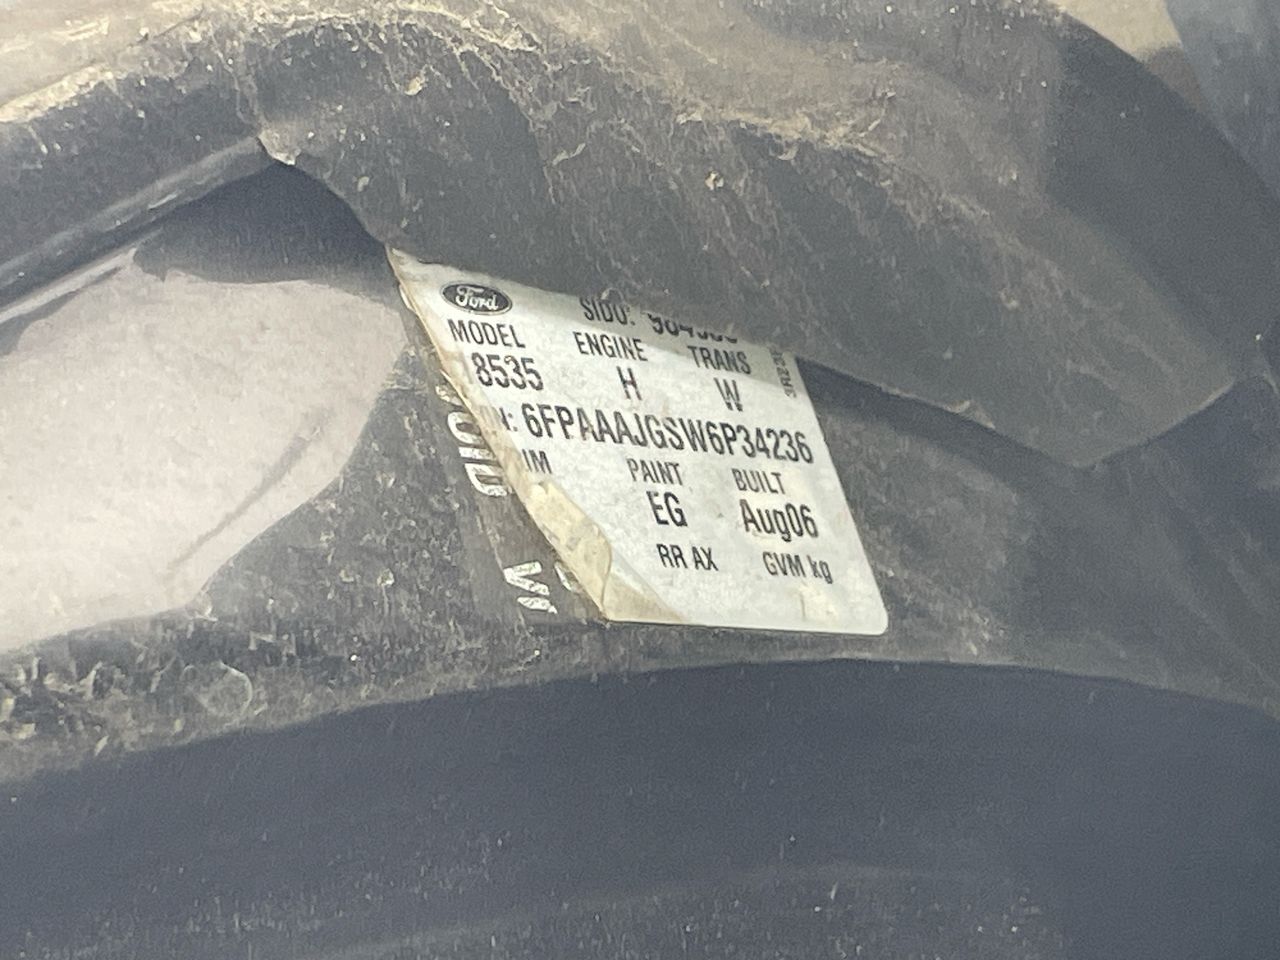 Ford SIDO:
MODEL ENGINE TRANS
8535 H W
6FPAAAJGSW6P34236
PAINT BUILT
EG Aug06
RR AX GVM kg